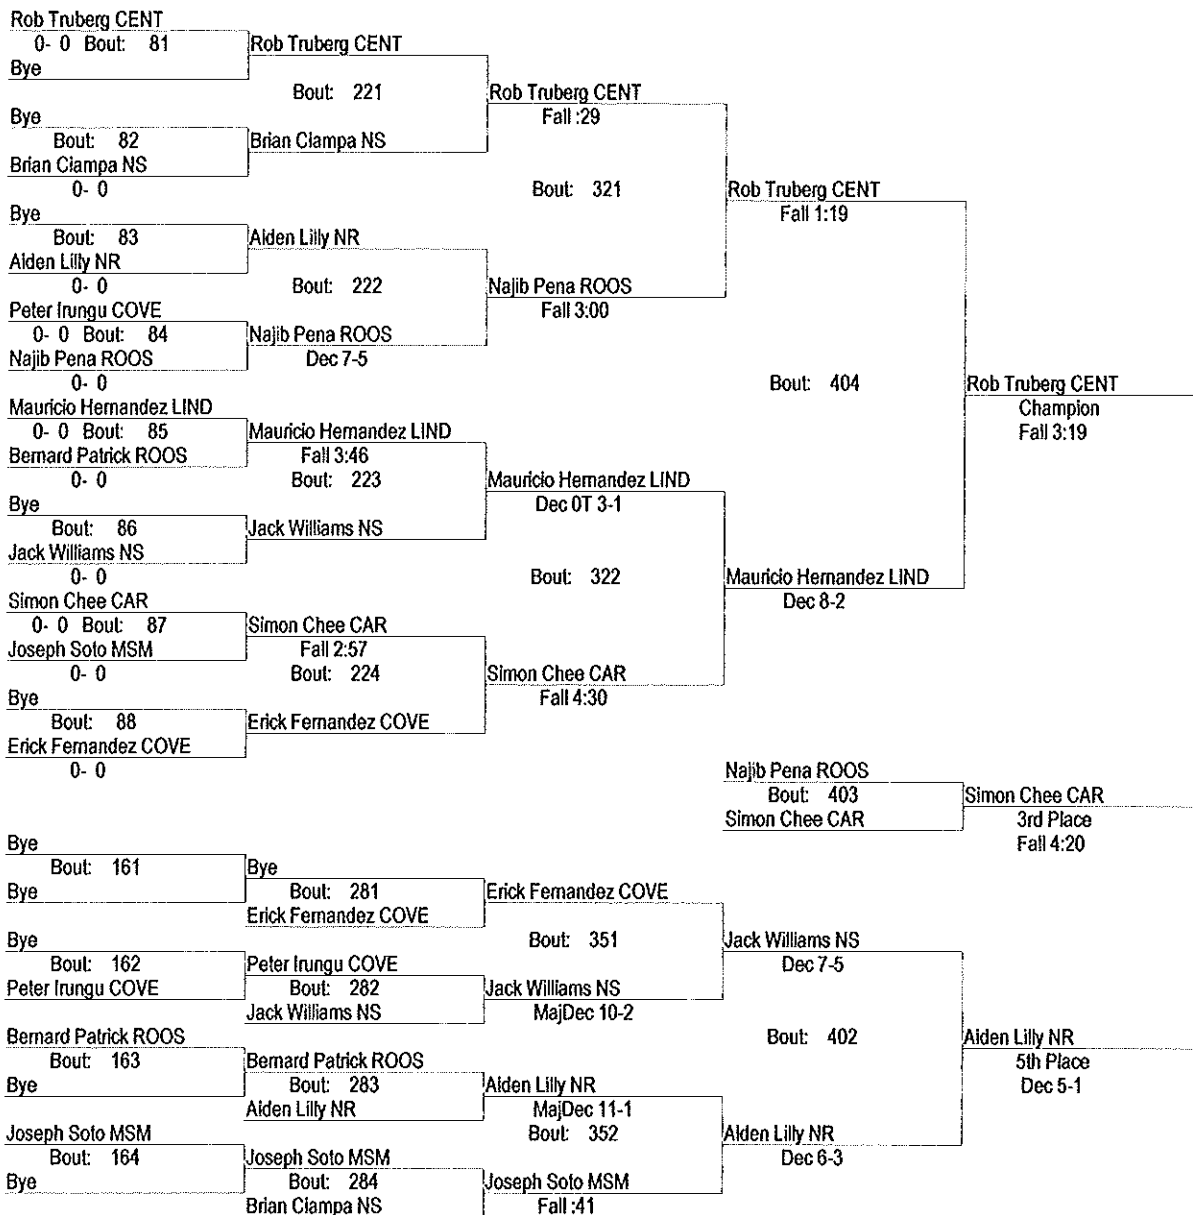 Rob Truberg CENT
0- 0 Bout: 81
Bye
Rob Truberg CENT
Bout: 221
Bye
Bout: 82
Brian Ciampa NS
0- 0
Brian Ciampa NS
Rob Truberg CENT
Fall :29
Bout: 321
Bye
Bout: 83
Aiden Lilly NR
0- 0
Aiden Lilly NR
Bout: 222
Peter Irungu COVE
0- 0 Bout: 84
Najib Pena ROOS
0- 0
Najib Pena ROOS
Dec 7-5
Najib Pena ROOS
Fall 3:00
Rob Truberg CENT
Fall 1:19
Bout: 404
Mauricio Hernandez LIND
0- 0 Bout: 85
Bernard Patrick ROOS
0- 0
Mauricio Hernandez LIND
Fall 3:46
Bout: 223
Bye
Bout: 86
Jack Williams NS
0- 0
Jack Williams NS
Mauricio Hernandez LIND
Dec OT 3-1
Bout: 322
Simon Chee CAR
0- 0 Bout: 87
Joseph Soto MSM
0- 0
Simon Chee CAR
Fall 2:57
Bout: 224
Bye
Bout: 88
Erick Fernandez COVE
0- 0
Erick Fernandez COVE
Simon Chee CAR
Fall 4:30
Mauricio Hernandez LIND
Dec 8-2
Rob Truberg CENT
Champion
Fall 3:19
Najib Pena ROOS
Bout: 403
Simon Chee CAR
Simon Chee CAR
3rd Place
Fall 4:20
Bye
Bout: 161
Bye
Bye
Bout: 281
Erick Fernandez COVE
Erick Fernandez COVE
Bout: 351
Bye
Bout: 162
Peter Irungu COVE
Peter Irungu COVE
Bout: 282
Jack Williams NS
Jack Williams NS
MajDec 10-2
Jack Williams NS
Dec 7-5
Bout: 402
Bernard Patrick ROOS
Bout: 163
Bye
Bernard Patrick ROOS
Bout: 283
Aiden Lilly NR
Aiden Lilly NR
MajDec 11-1
Bout: 352
Joseph Soto MSM
Bout: 164
Bye
Joseph Soto MSM
Bout: 284
Brian Ciampa NS
Joseph Soto MSM
Fall :41
Aiden Lilly NR
Dec 6-3
Aiden Lilly NR
5th Place
Dec 5-1